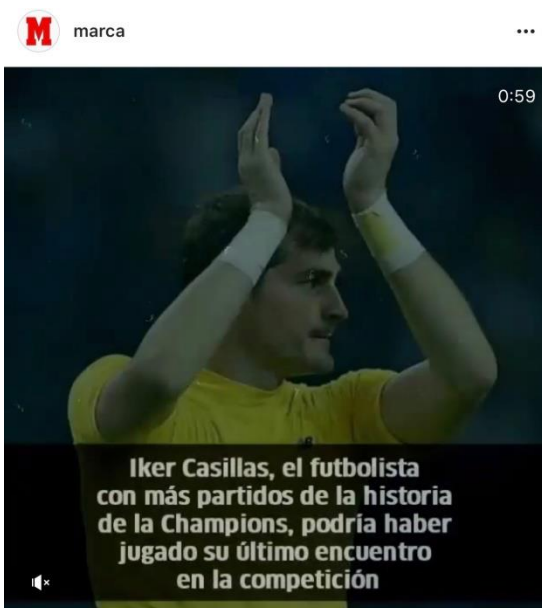 M
marca
0:59
Iker Casillas, el futbolista
con más partidos de la historia
de la Champions, podría haber
jugado su último encuentro
en la competición